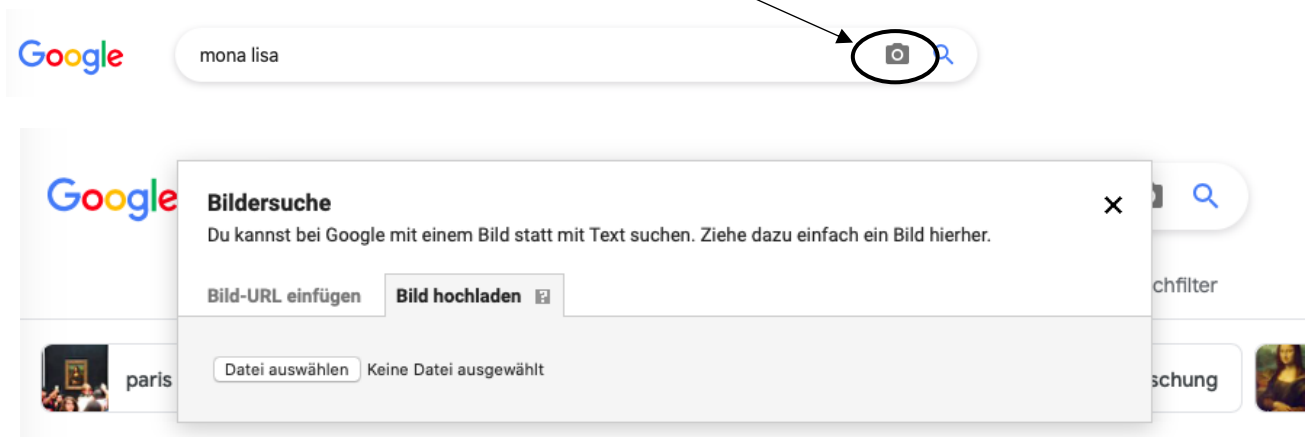 Google mona lisa
Google
Bildersuche
Du kannst bei Google mit einem Bild statt mit Text suchen. Ziehe dazu einfach ein Bild hierher.
Bild-URL einfügen Bild hochladen ?
chfilter
Datei auswählen Keine Datei ausgewählt
paris
schung